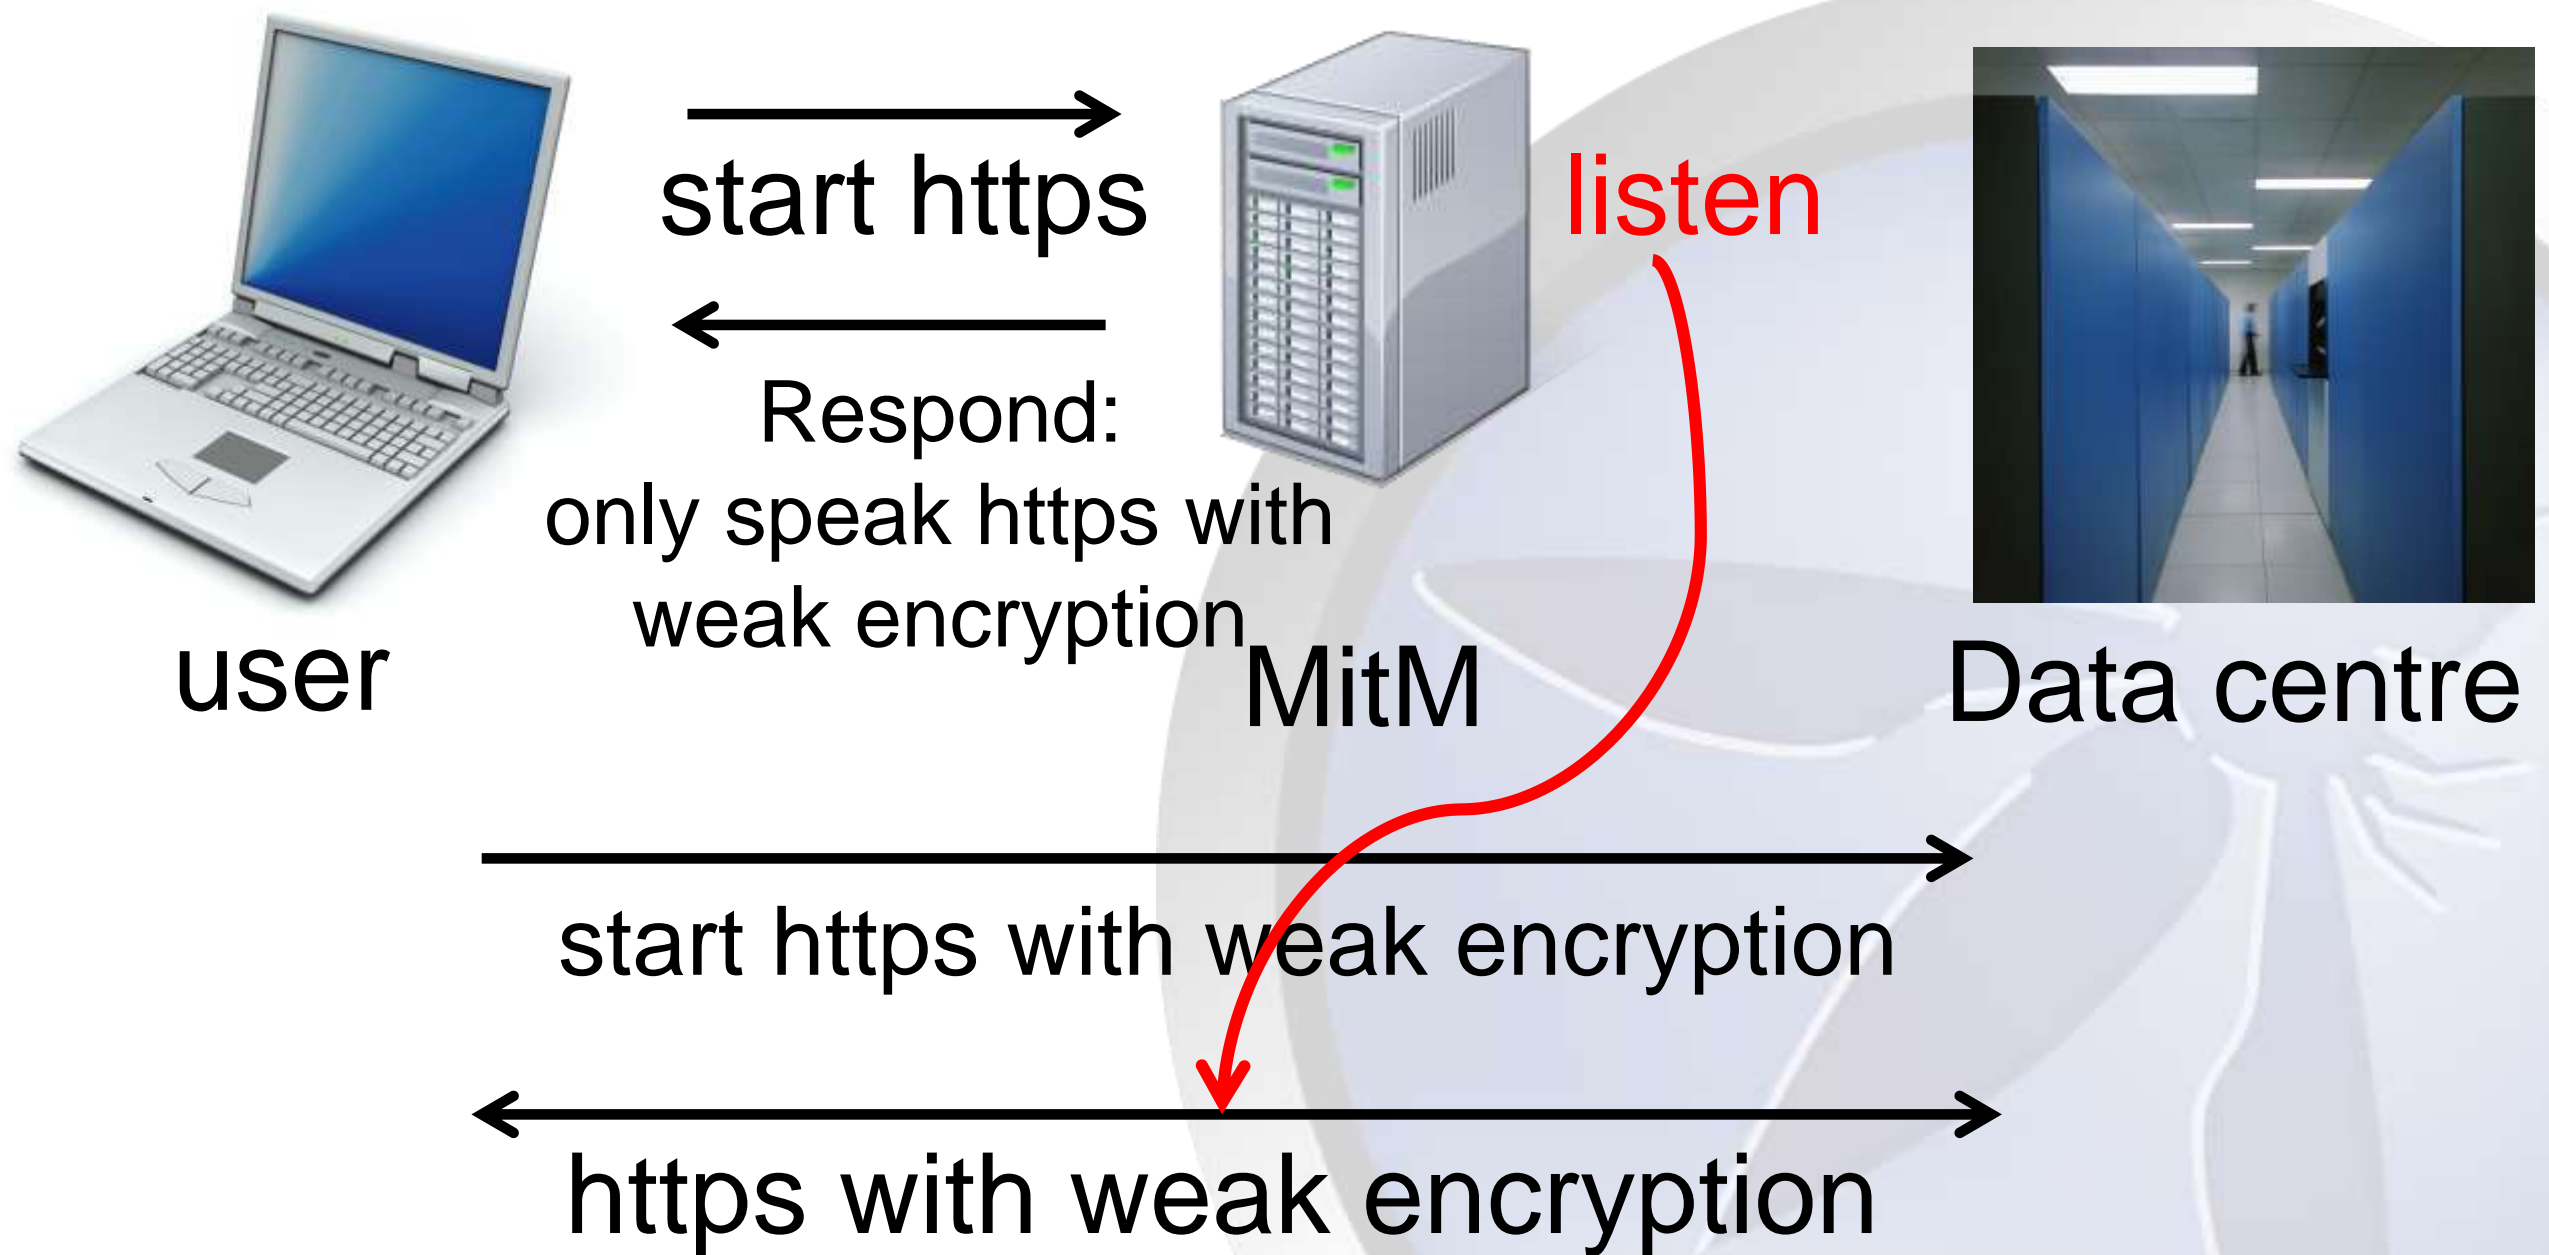 start https
listen
Respond:
only speak https with
weak encryption
user
MitM
Data centre
start https with weak encryption
https with weak encryption